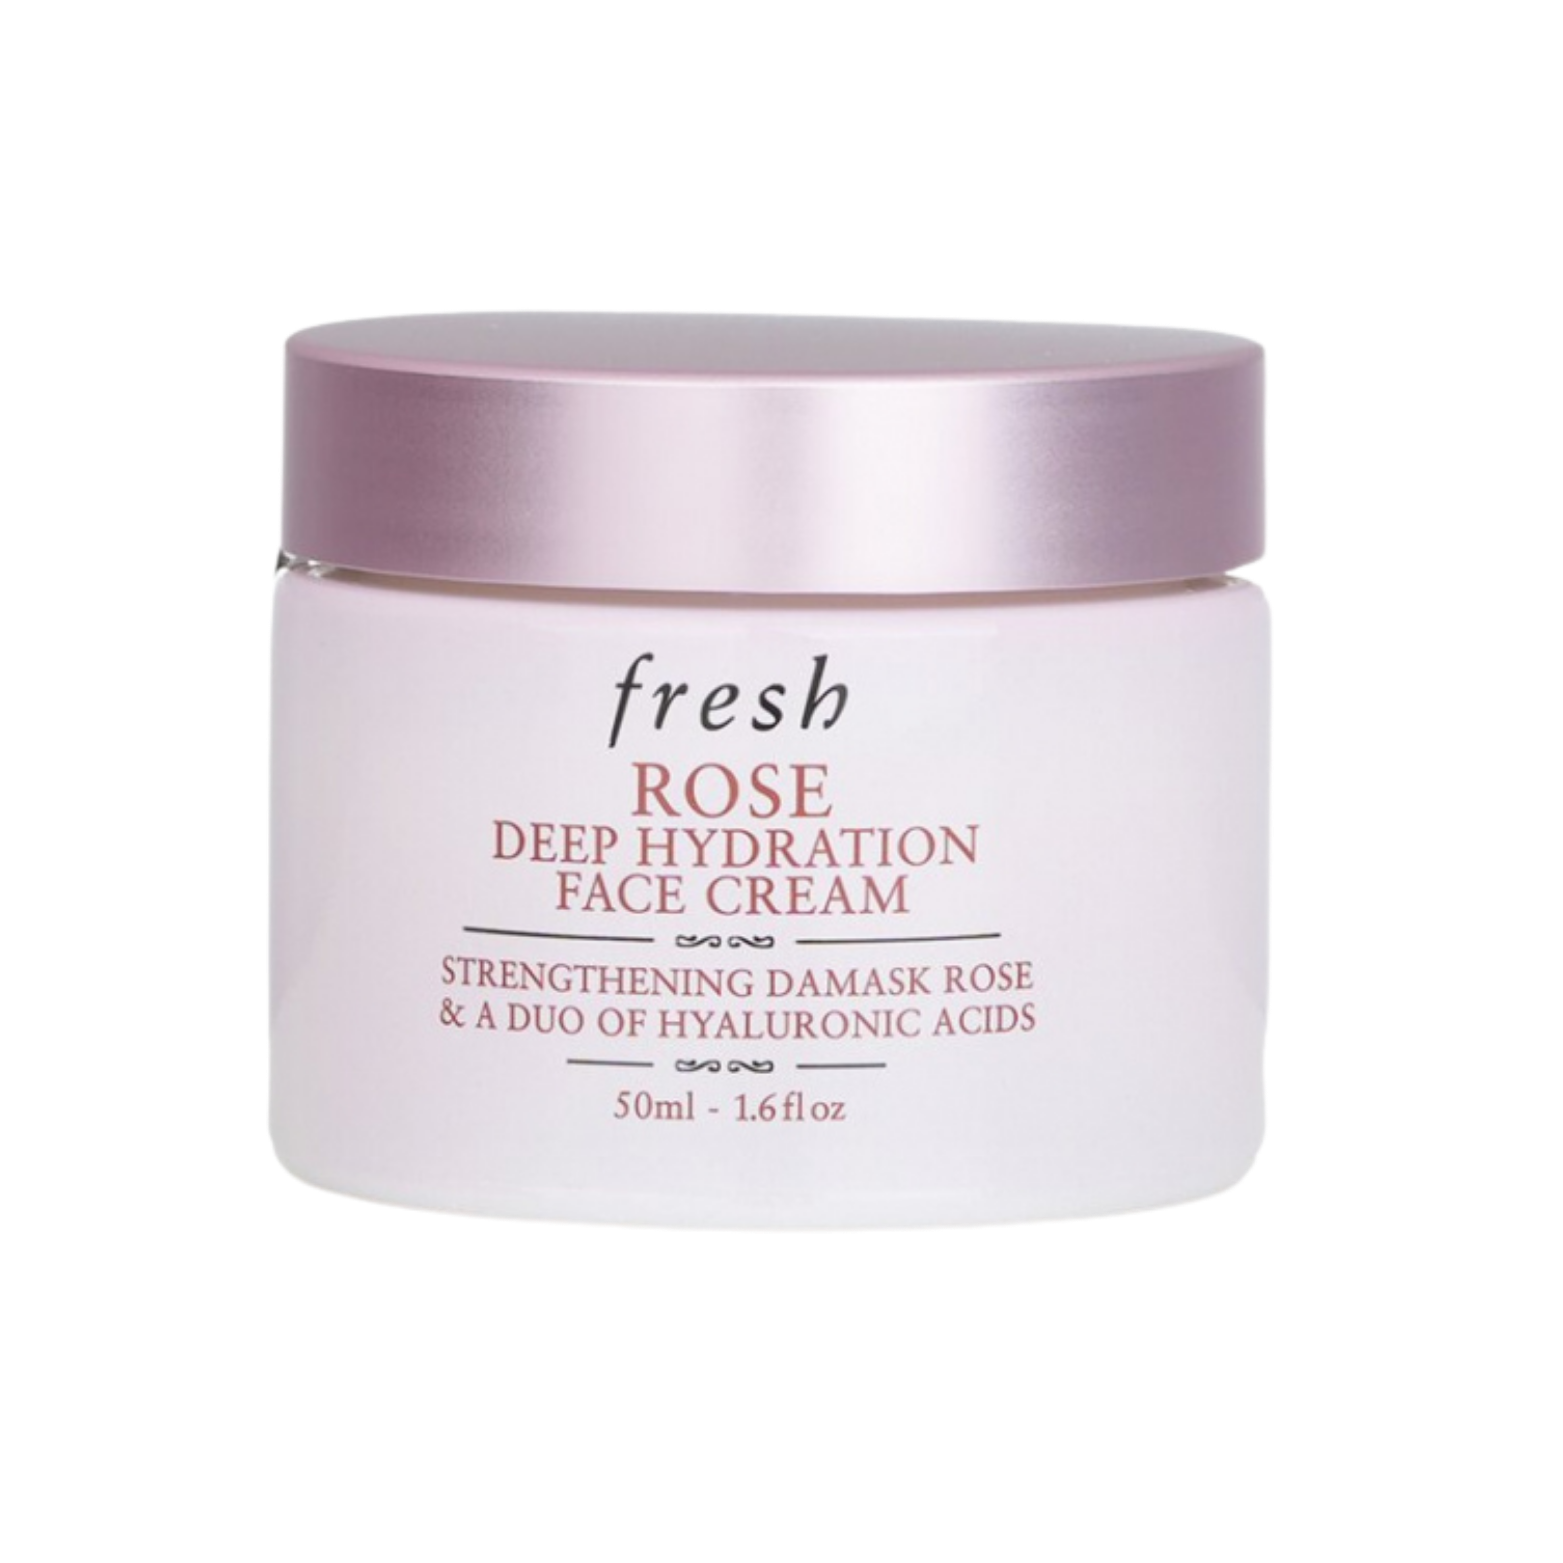 fresh
ROSE
DEEP HYDRATION
FACE CREAM
STRENGTHENING DAMASK ROSE
& A DUO OF HYALURONIC ACIDS
50ml - 1.6 fl oz